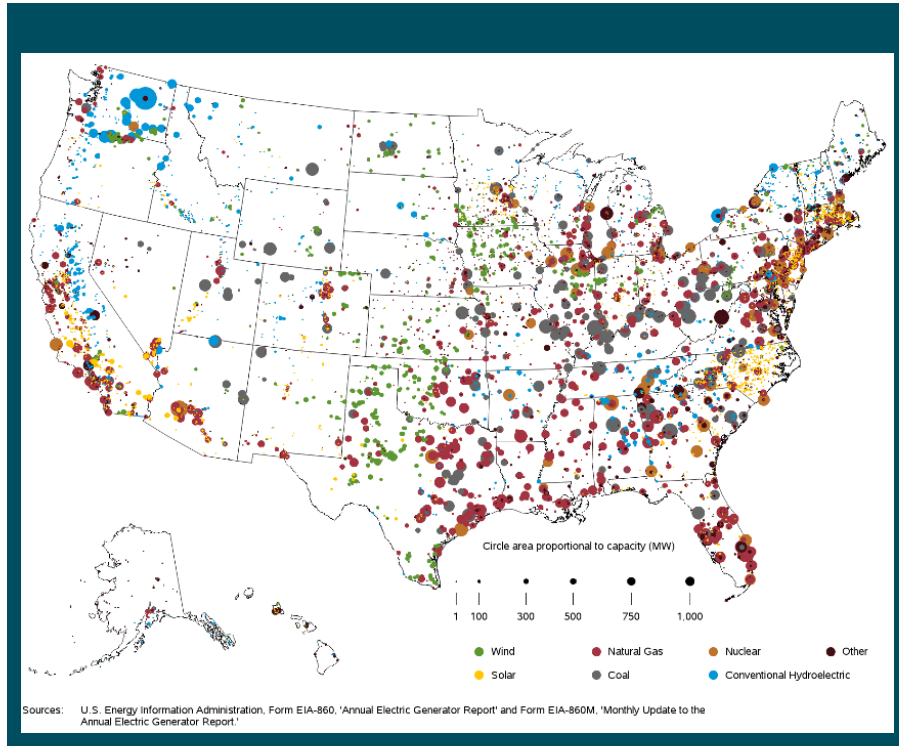 Circle area proportional to capacity (MW)
1 100 300 500 750 1,000
Wind Natural Gas Nuclear Other
Solar Coal Conventional Hydroelectric
Sources: U.S. Energy Information Administration, Form EIA-860, 'Annual Electric Generator Report' and Form EIA-860M, 'Monthly Update to the
Annual Electric Generator Report.'